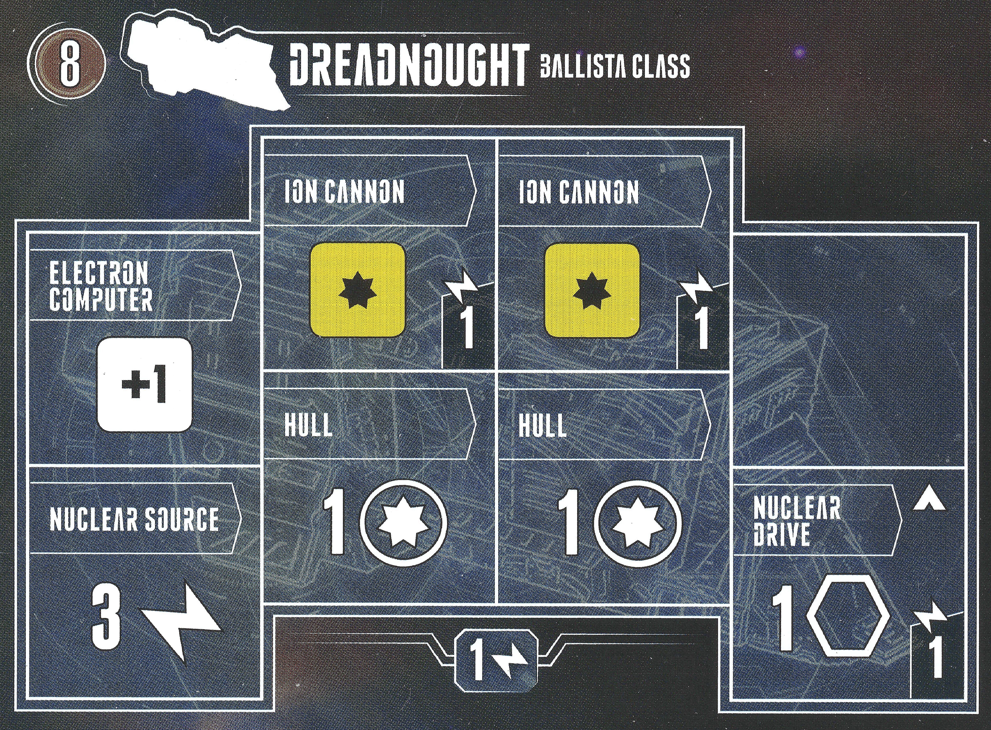 8
DREADNOUGHT BALLISTA CLASS
ION CANNON
ION CANNON
1
1
ELECTRON
COMPUTER
+1
HULL
HULL
1
1
NUCLEAR SOURCE
3
NUCLEAR
DRIVE
1
1
1